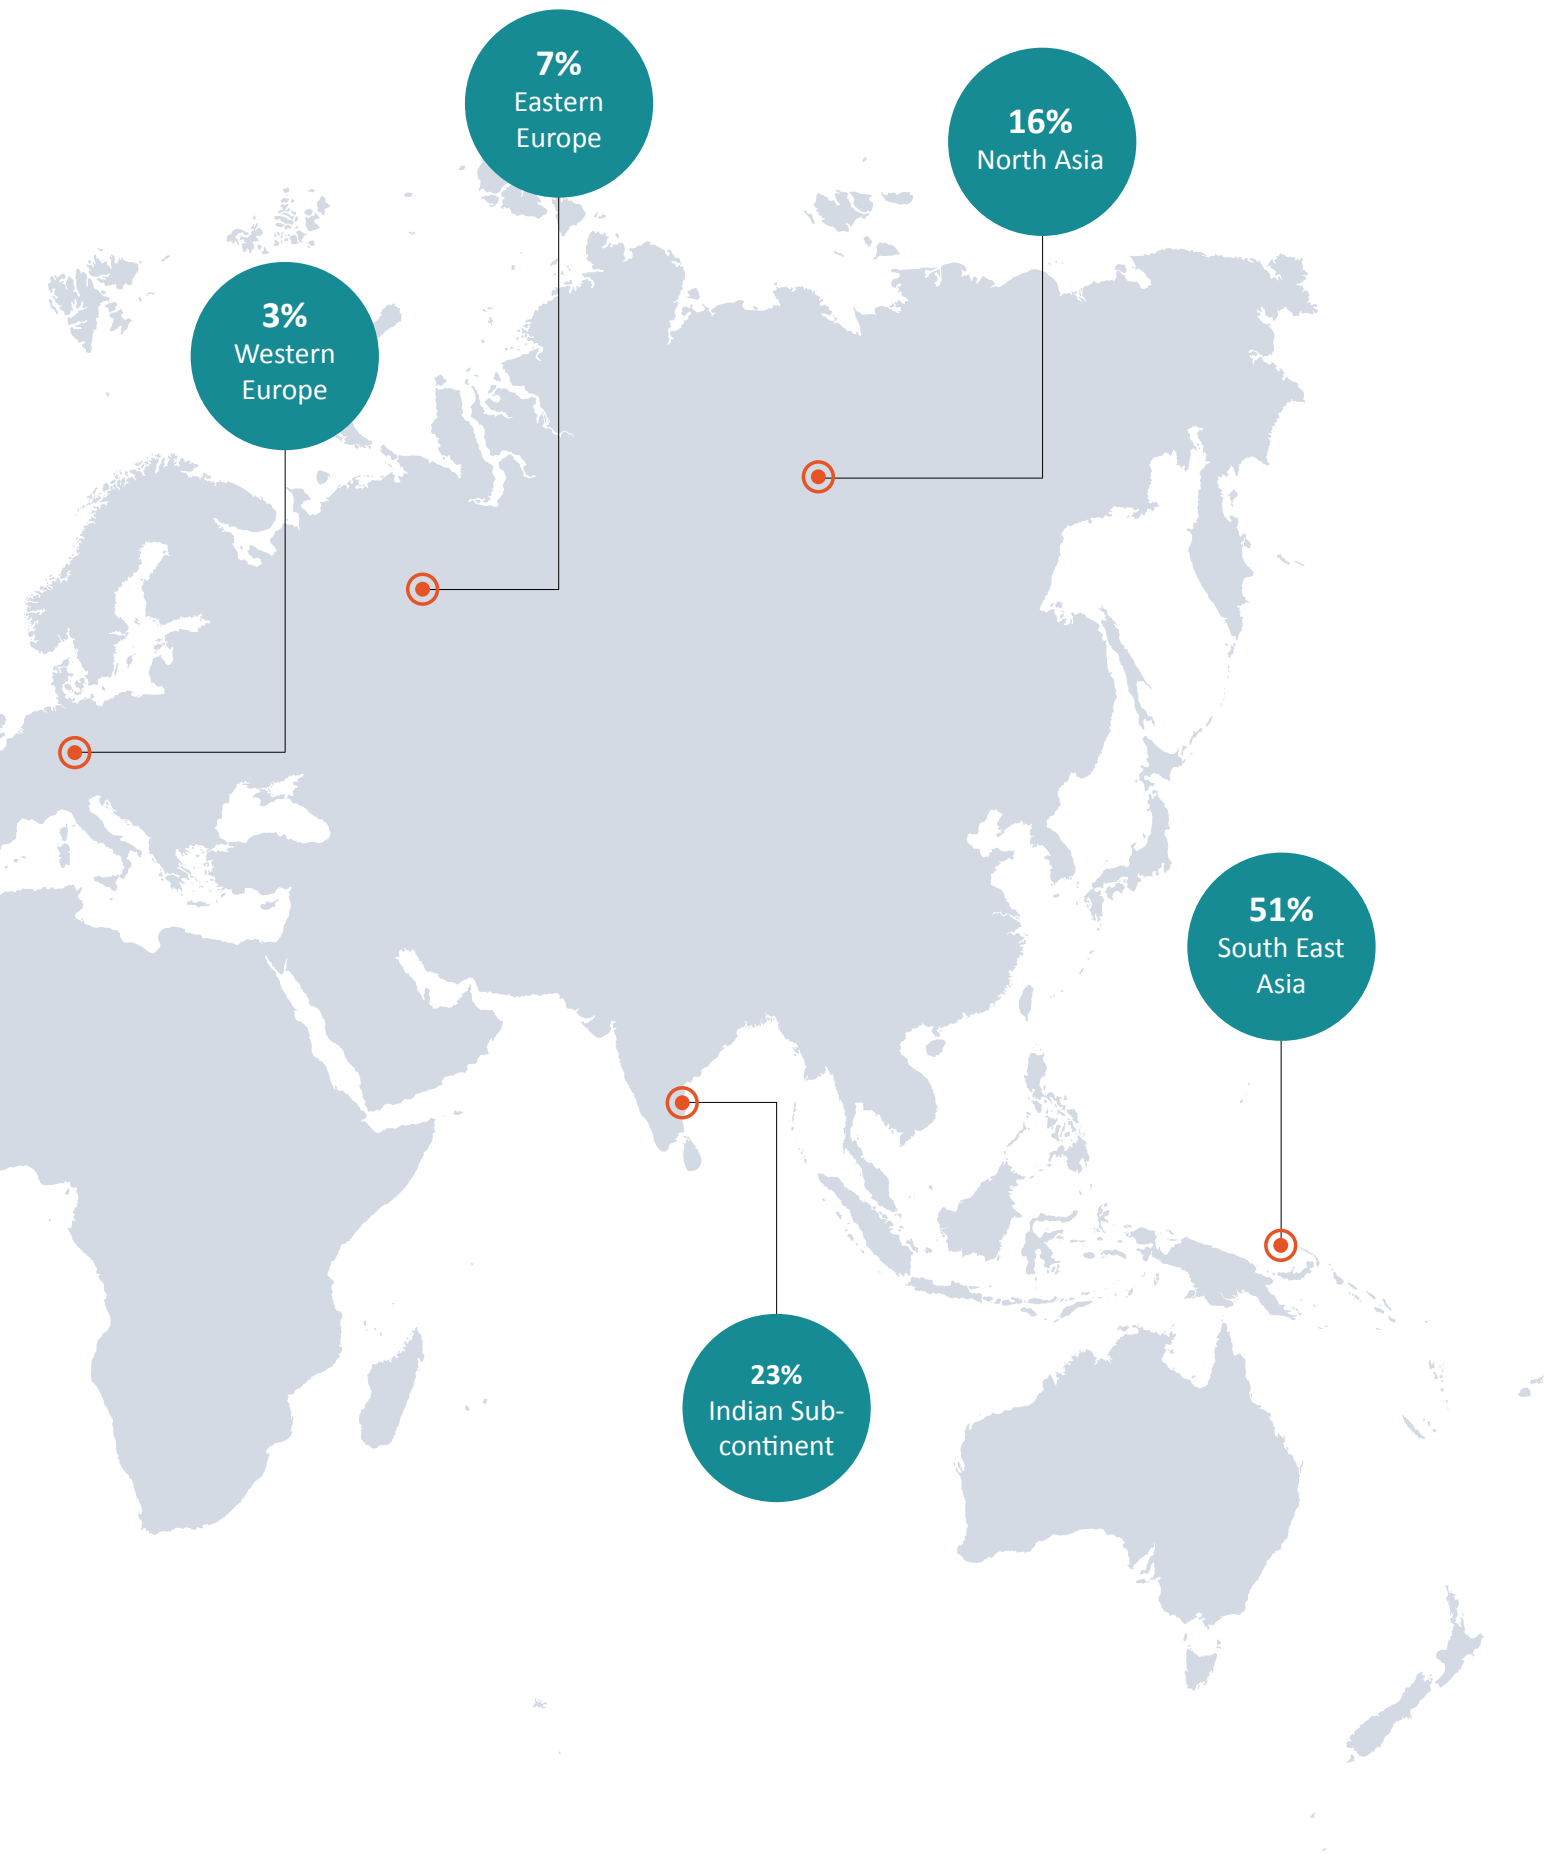 7%
Eastern
Europe
16%
North Asia
3%
Western
Europe
51%
South East
Asia
23%
Indian Sub-
continent